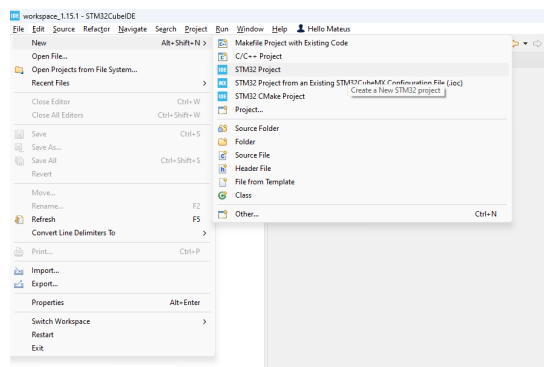 IDE workspace_1.15.1 - STM32CubeIDE
File Edit Source Refactor Navigate Search Project Run Window Help Hello Mateus
New Alt+Shift+N >
Open File...
Open Projects from File System...
Recent Files >
Close Editor Ctrl+W
Close All Editors Ctrl+Shift+W
Save Ctrl+S
Save As...
Save All Ctrl+Shift+S
Revert
Move...
Rename... F2
Refresh F5
Convert Line Delimiters To >
Print... Ctrl+P
Import...
Export...
Properties Alt+Enter
Switch Workspace >
Restart
Exit
Makefile Project with Existing Code
C/C++ Project
IDE STM32 Project
MX STM32 Project from an Existing STM32CubeMX Configuration File (.ioc)
Create a New STM32 project
IDE STM32 CMake Project
Project...
Source Folder
Folder
Source File
Header File
File from Template
Class
Other... Ctrl+N